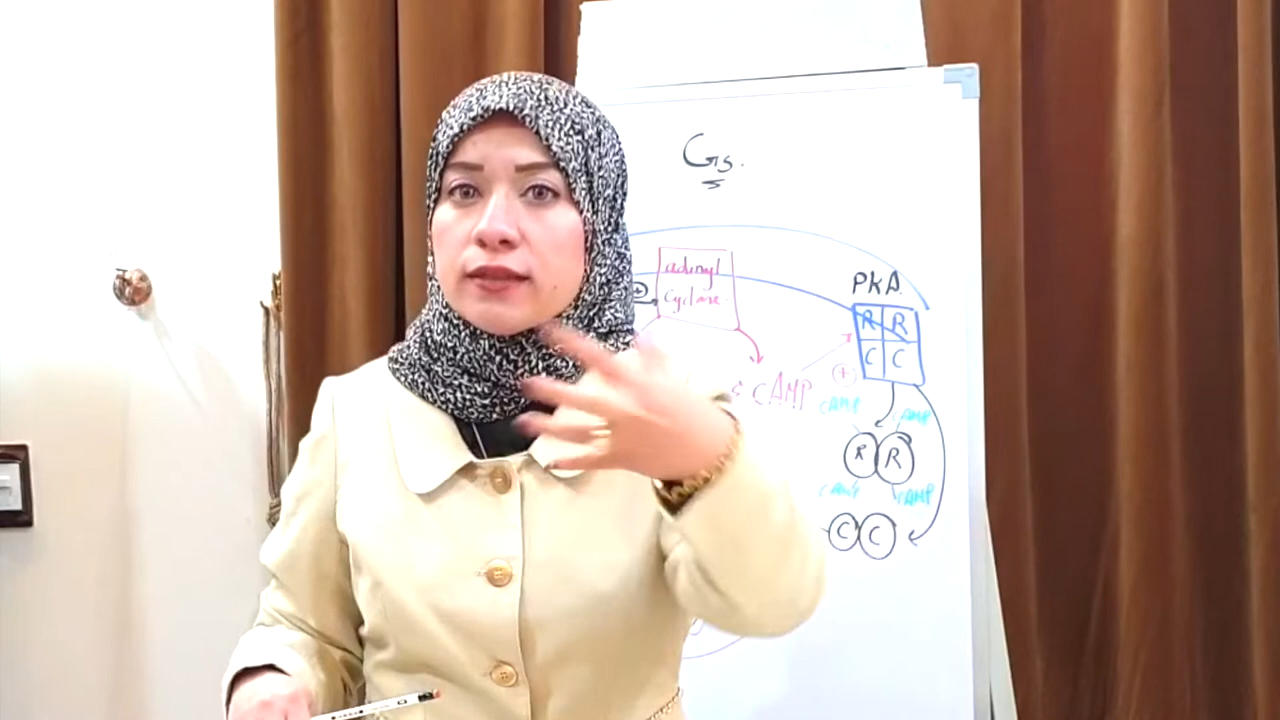 Gs.
adinyl
cyclase.
PKA.
R R
C C
cAMP
cAMP cAMP
R R
cAMP cAMP
C C